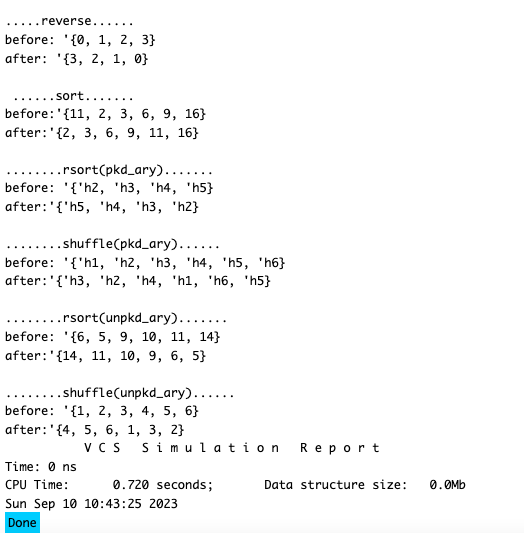 .....reverse......
before: '{0, 1, 2, 3}
after: '{3, 2, 1, 0}
......sort.......
before:'{11, 2, 3, 6, 9, 16}
after:'{2, 3, 6, 9, 11, 16}
........rsort(pkd_ary).......
before: '{'h2, 'h3, 'h4, 'h5}
after:'{'h5, 'h4, 'h3, 'h2}
........shuffle(pkd_ary)......
before: '{'h1, 'h2, 'h3, 'h4, 'h5, 'h6}
after:'{'h3, 'h2, 'h4, 'h1, 'h6, 'h5}
........rsort(unpkd_ary).......
before: '{6, 5, 9, 10, 11, 14}
after:'{14, 11, 10, 9, 6, 5}
........shuffle(unpkd_ary)......
before: '{1, 2, 3, 4, 5, 6}
after:'{4, 5, 6, 1, 3, 2}
V C S   S i m u l a t i o n   R e p o r t
Time: 0 ns
CPU Time:      0.720 seconds;       Data structure size:   0.0Mb
Sun Sep 10 10:43:25 2023
Done